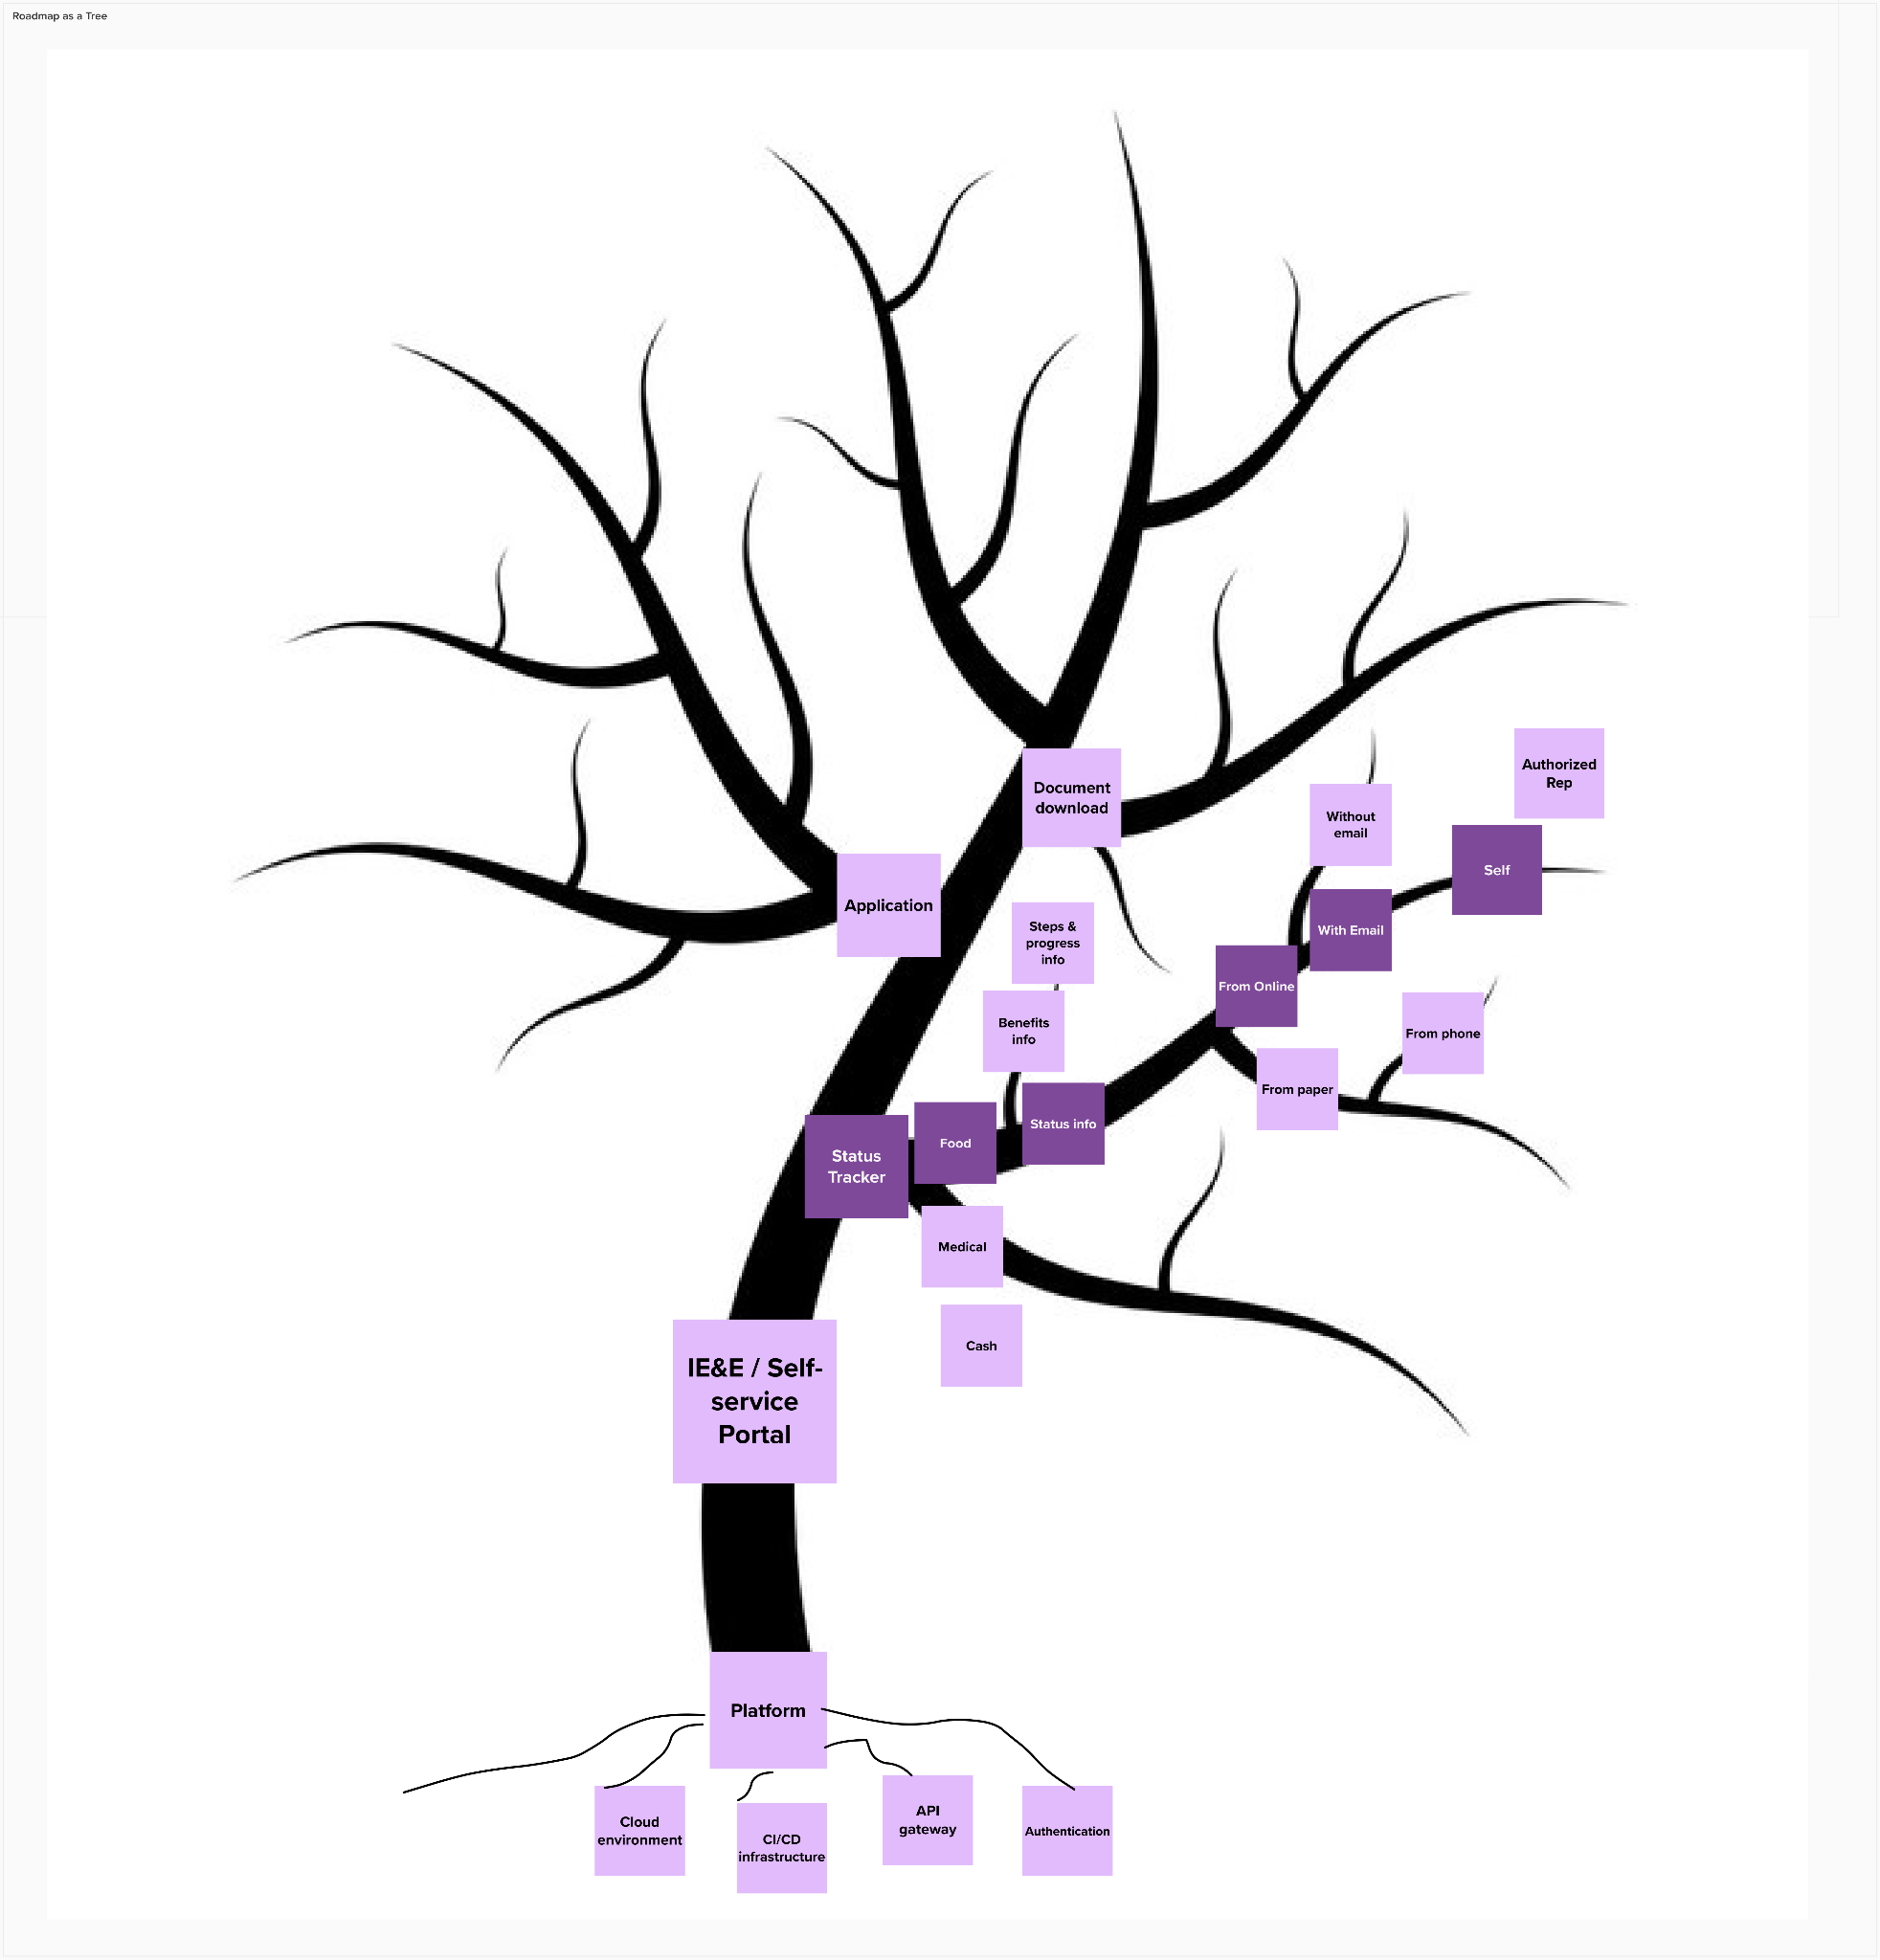 Roadmap as a Tree
Document
download
Authorized
Rep
Without
email
Self
Application
With Email
Steps &
progress
info
From Online
Benefits
info
From phone
From paper
Status info
Food
Status
Tracker
Medical
Cash
IE&E / Self-
service
Portal
Platform
Cloud
environment
CI/CD
infrastructure
API
gateway
Authentication